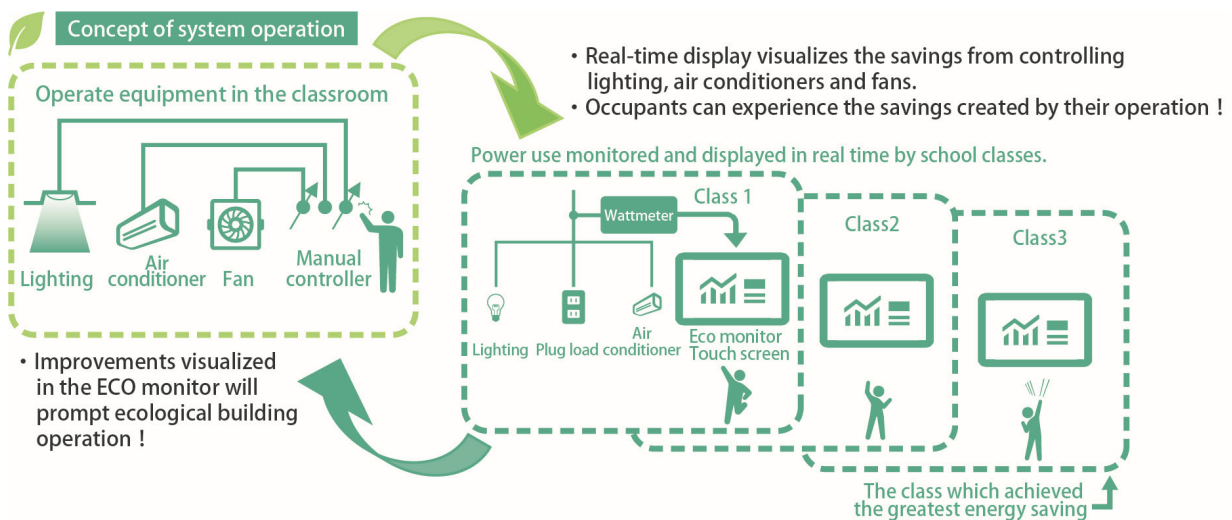 Concept of system operation
Operate equipment in the classroom
Lighting
Air
conditioner
Fan
Manual
controller
・Real-time display visualizes the savings from controlling
lighting, air conditioners and fans.
・Occupants can experience the savings created by their operation !
Power use monitored and displayed in real time by school classes.
Class 1
Wattmeter
Lighting
Plug load
Air
conditioner
Eco monitor
Touch screen
Class2
Class3
The class which achieved
the greatest energy saving
・Improvements visualized
in the ECO monitor will
prompt ecological building
operation !